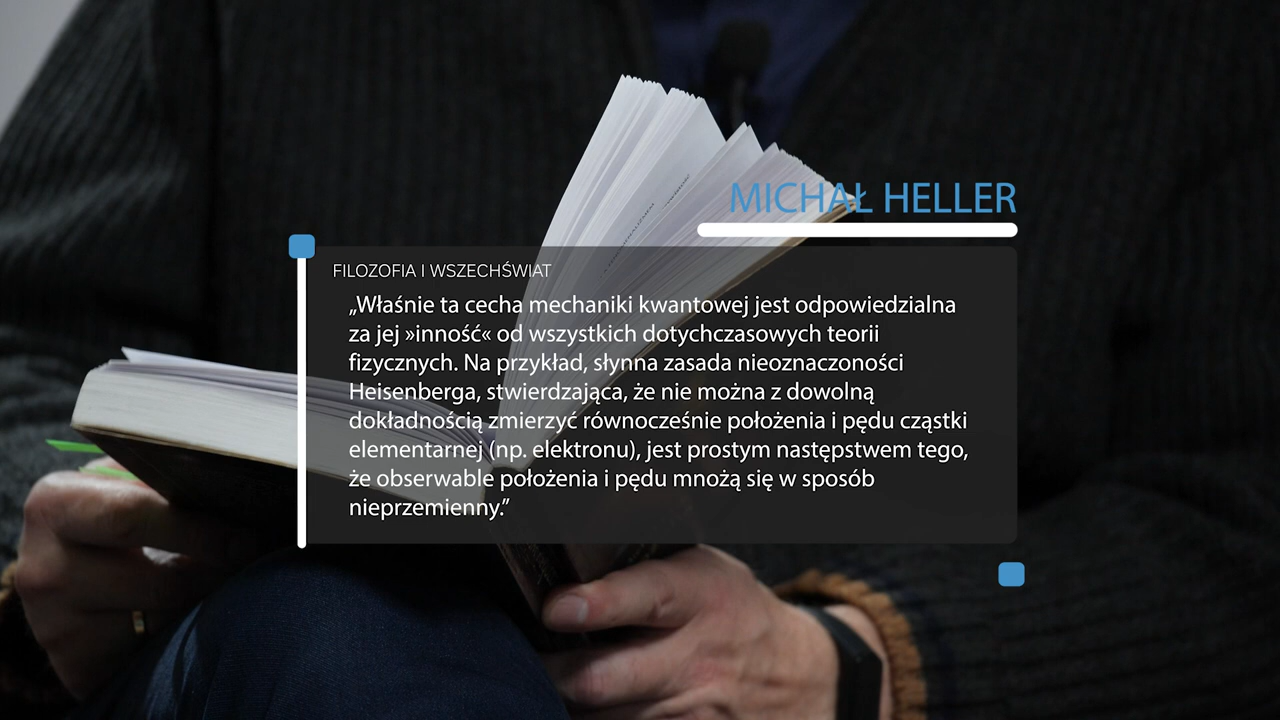 MICHAŁ HELLER
FILOZOFIA I WSZECHŚWIAT
„Właśnie ta cecha mechaniki kwantowej jest odpowiedzialna
za jej »inność« od wszystkich dotychczasowych teorii
fizycznych. Na przykład, słynna zasada nieoznaczoności
Heisenberga, stwierdzająca, że nie można z dowolną
dokładnością zmierzyć równocześnie położenia i pędu cząstki
elementarnej (np. elektronu), jest prostym następstwem tego,
że obserwable położenia i pędu mnożą się w sposób
nieprzemienny.”